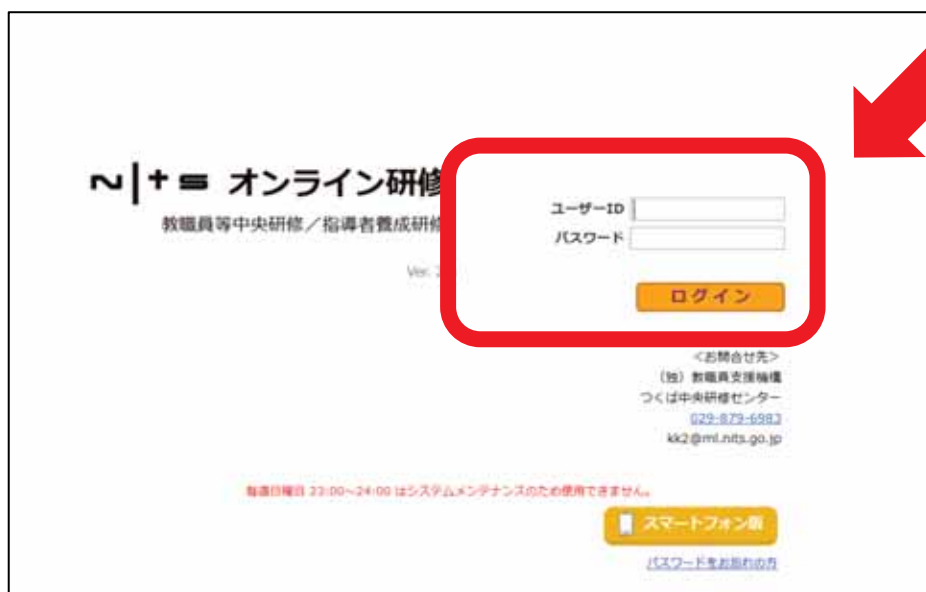 n|ts オンライン研修
教職員等中央研修/指導者養成研修
Ver.
ユーザーID
パスワード
ログイン
<お問合せ先>
(独)教職員支援機構
つくば中央研修センター
029-879-6983
kk2@ml.nits.go.jp
毎週日曜日 23:00~24:00 はシステムメンテナンスのため使用できません。
スマートフォン版
パスワードをお忘れの方